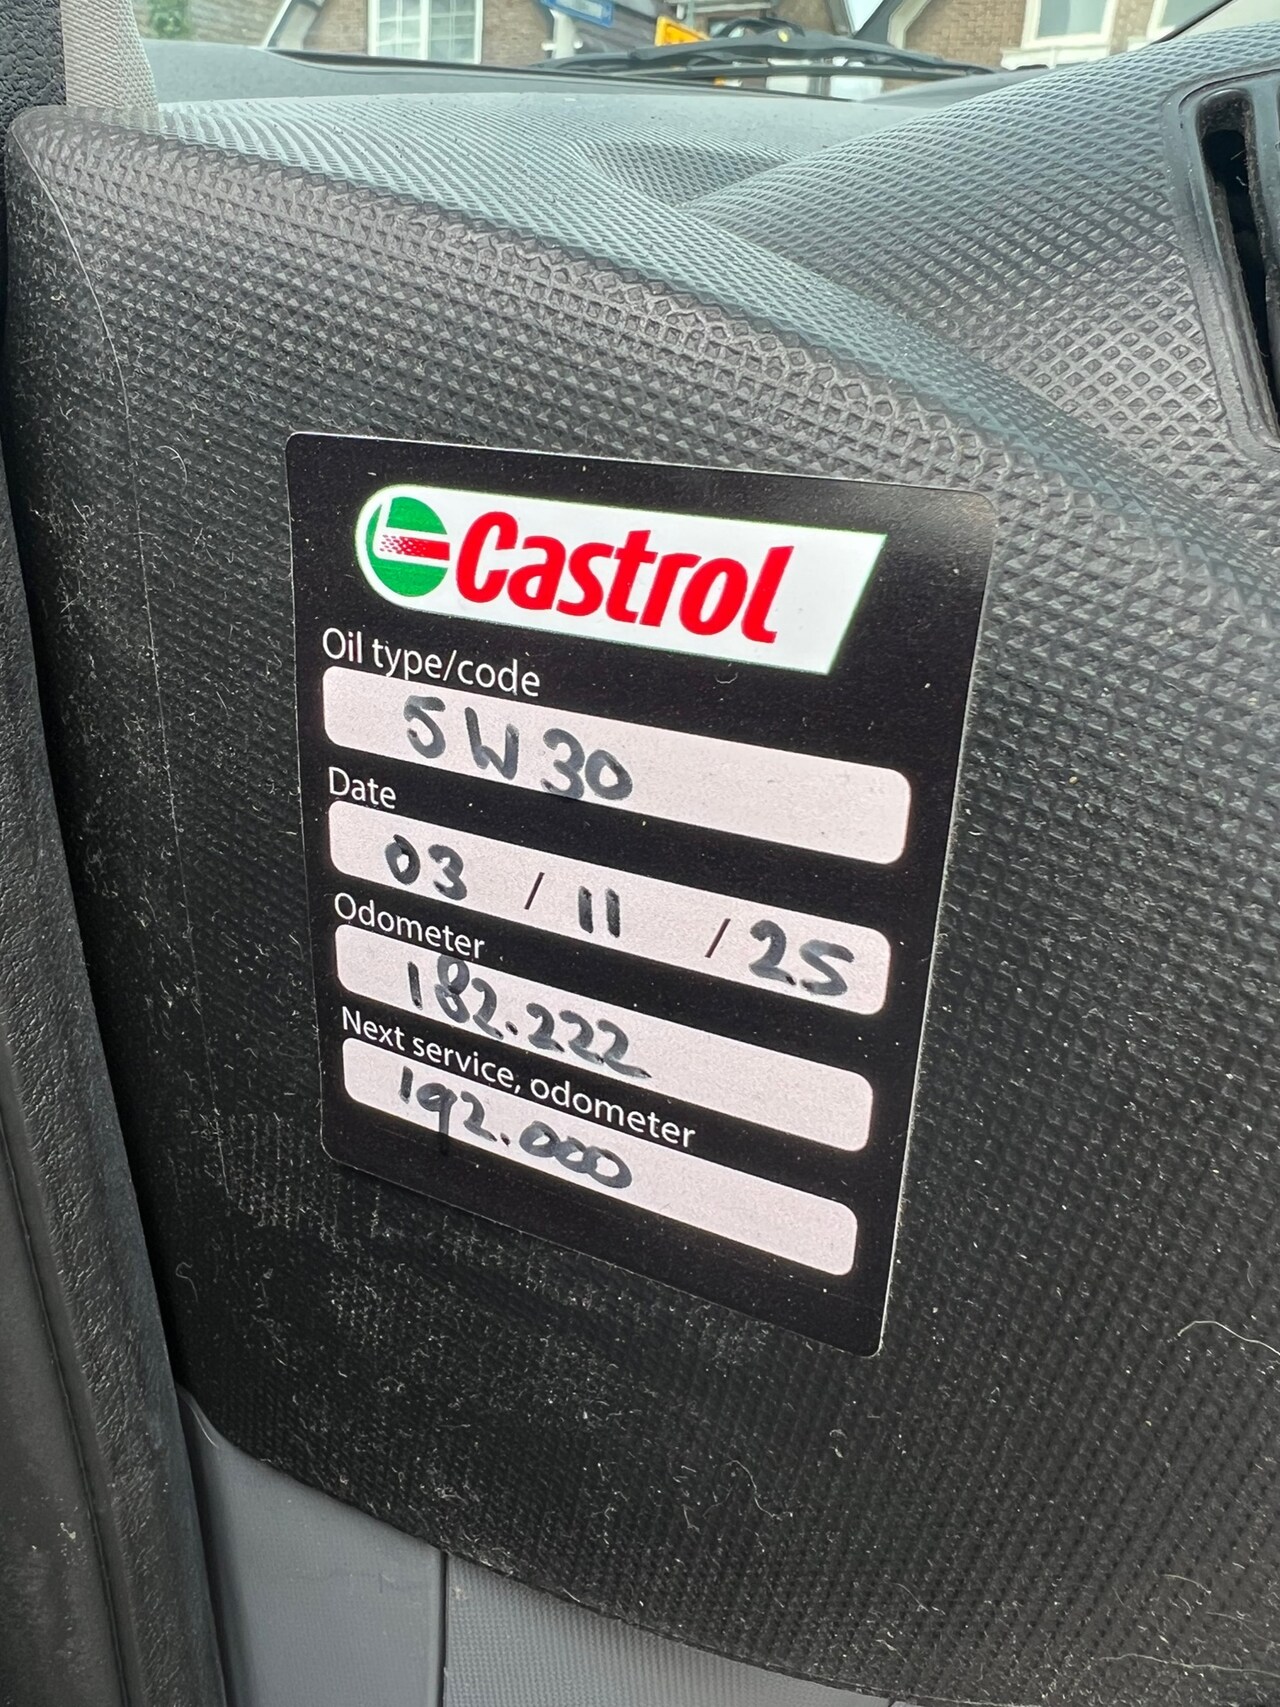 Castrol
Oil type/code
5W30
Date
03 / 11 / 25
Odometer
182.222
Next service, odometer
192.000